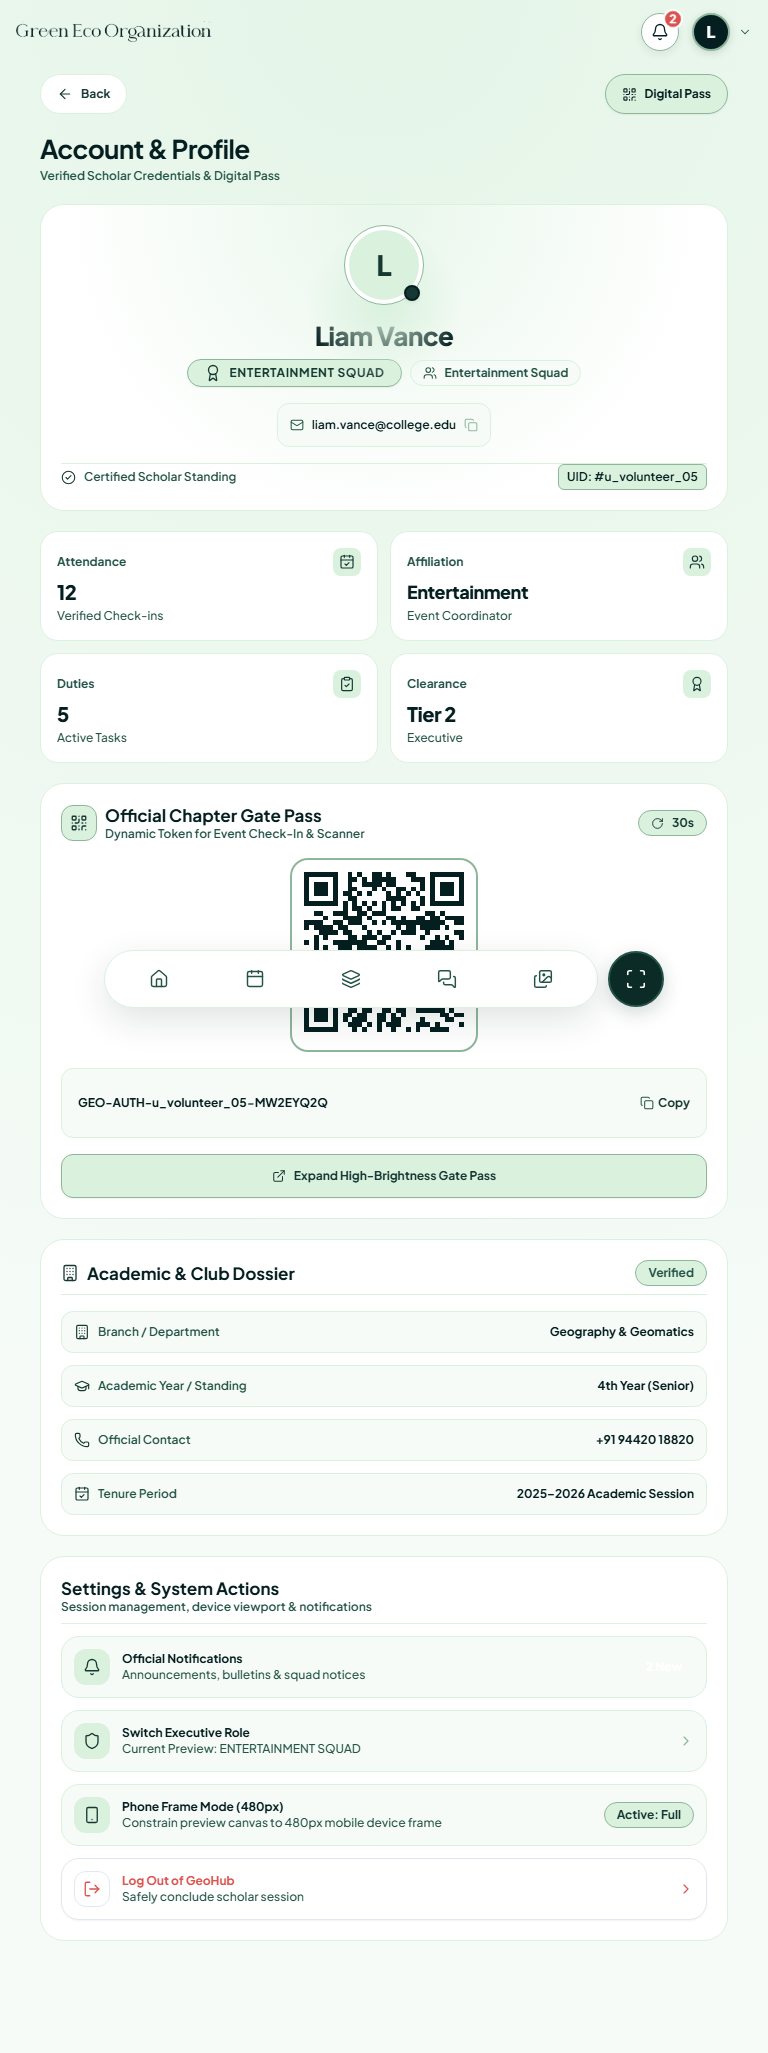 Green Eco Organization
2
L
Back
Digital Pass
Account & Profile
Verified Scholar Credentials & Digital Pass
L
Liam Vance
ENTERTAINMENT SQUAD
Entertainment Squad
liam.vance@college.edu
Certified Scholar Standing
UID: #u_volunteer_05
Attendance
12
Verified Check-ins
Affiliation
Entertainment
Event Coordinator
Duties
5
Active Tasks
Clearance
Tier 2
Executive
Official Chapter Gate Pass
Dynamic Token for Event Check-In & Scanner
30s
GEO-AUTH-u_volunteer_05-MW2EYQ2Q
Copy
Expand High-Brightness Gate Pass
Academic & Club Dossier
Verified
Branch / Department
Geography & Geomatics
Academic Year / Standing
4th Year (Senior)
Official Contact
+91 94420 18820
Tenure Period
2025–2026 Academic Session
Settings & System Actions
Session management, device viewport & notifications
Official Notifications
Announcements, bulletins & squad notices
2 New
Switch Executive Role
Current Preview: ENTERTAINMENT SQUAD
Phone Frame Mode (480px)
Constrain preview canvas to 480px mobile device frame
Active: Full
Log Out of GeoHub
Safely conclude scholar session